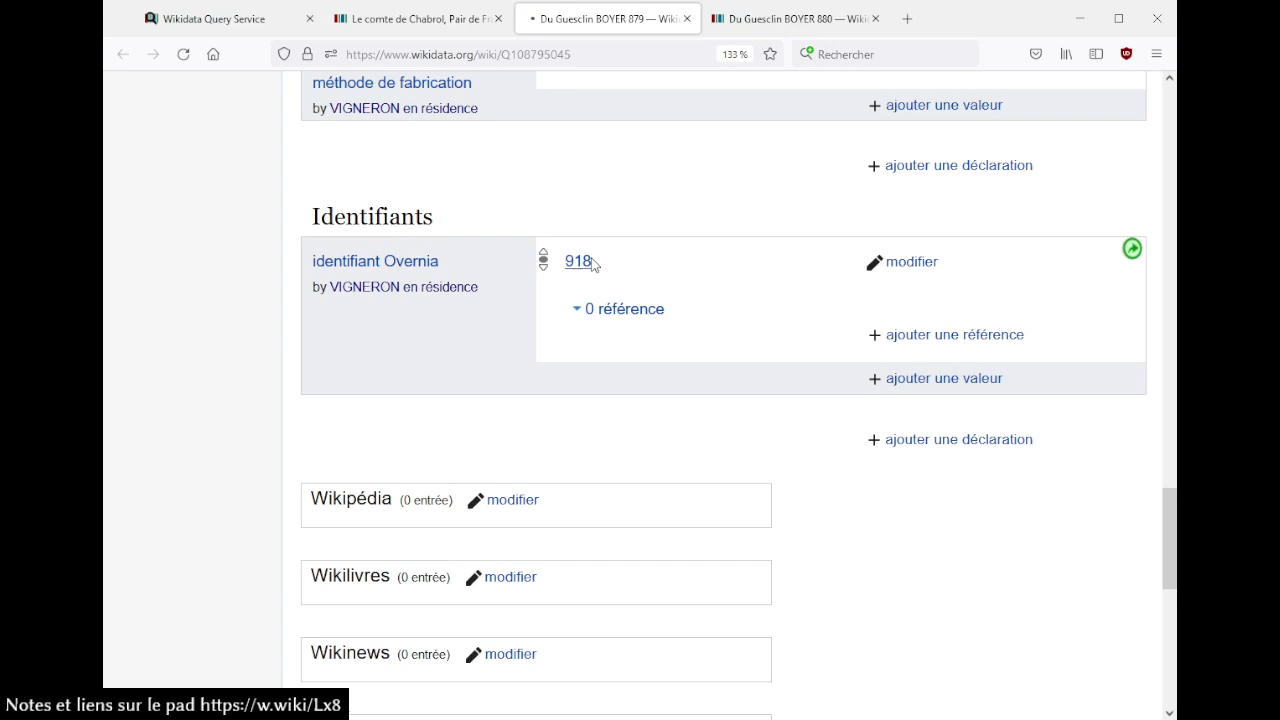 Wikidata Query Service
Le comte de Chabrol, Pair de Fr
Du Guesclin BOYER 879 — Wiki
Du Guesclin BOYER 880 — Wiki
https://www.wikidata.org/wiki/Q108795045
133 %
Rechercher
méthode de fabrication
by VIGNERON en résidence
+ ajouter une valeur
+ ajouter une déclaration
Identifiants
identifiant Overnia
918
modifier
by VIGNERON en résidence
0 référence
+ ajouter une référence
+ ajouter une valeur
+ ajouter une déclaration
Wikipédia (0 entrée) modifier
Wikilivres (0 entrée) modifier
Wikinews (0 entrée) modifier
Notes et liens sur le pad https://w.wiki/Lx8